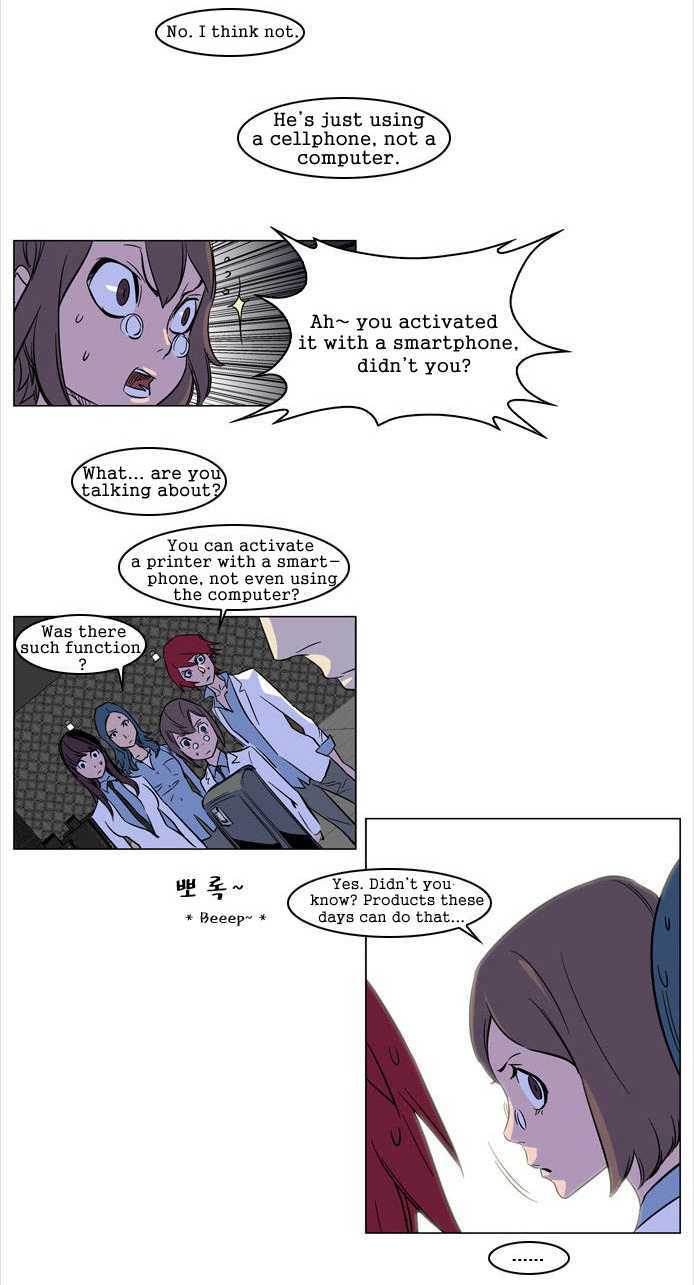 No. I think not.
He's just using
a cellphone, not a
computer.
Ah~ you activated
it with a smartphone,
didn't you?
What... are you
talking about?
You can activate
a printer with a smart-
phone, not even using
the computer?
Was there
such function
?
뽀 록~
* Beeep~ *
Yes. Didn't you
know? Products these
days can do that...
......